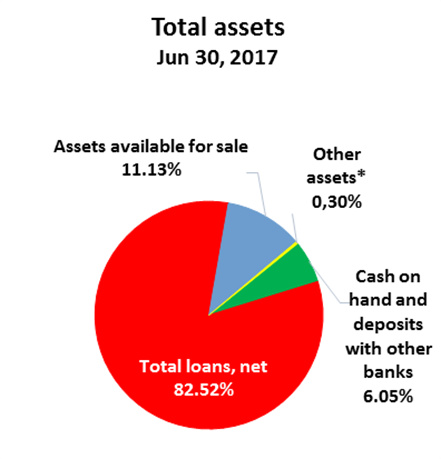 Total assets
Jun 30, 2017
Assets available for sale
11.13%
Other
assets*
0,30%
Cash on
hand and
deposits
with other
banks
6.05%
Total loans, net
82.52%